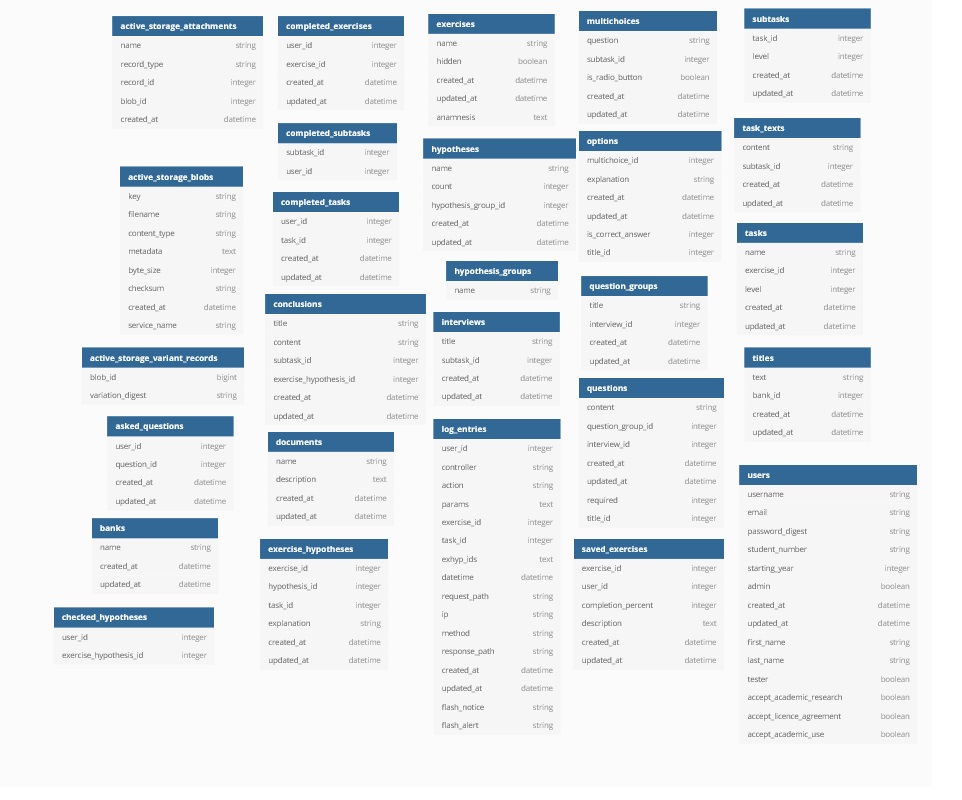 active_storage_attachments
name string
record_type string
record_id integer
blob_id integer
created_at datetime
active_storage_blobs
key string
filename string
content_type string
metadata text
byte_size integer
checksum string
created_at datetime
service_name string
active_storage_variant_records
blob_id bigint
variation_digest string
asked_questions
user_id integer
question_id integer
created_at datetime
updated_at datetime
banks
name string
created_at datetime
updated_at datetime
checked_hypotheses
user_id integer
exercise_hypothesis_id integer
completed_exercises
user_id integer
exercise_id integer
created_at datetime
updated_at datetime
completed_subtasks
subtask_id integer
user_id integer
completed_tasks
user_id integer
task_id integer
created_at datetime
updated_at datetime
conclusions
title string
content string
subtask_id integer
exercise_hypothesis_id integer
created_at datetime
updated_at datetime
documents
name string
description text
created_at datetime
updated_at datetime
exercise_hypotheses
exercise_id integer
hypothesis_id integer
task_id integer
explanation string
created_at datetime
updated_at datetime
exercises
name string
hidden boolean
created_at datetime
updated_at datetime
anamnesis text
hypotheses
name string
count integer
hypothesis_group_id integer
created_at datetime
updated_at datetime
hypothesis_groups
name string
interviews
title string
subtask_id integer
created_at datetime
updated_at datetime
log_entries
user_id integer
controller string
action string
params text
exercise_id integer
task_id integer
exhyp_ids text
datetime datetime
request_path string
ip string
method string
response_path string
created_at datetime
updated_at datetime
flash_notice string
flash_alert string
multichoices
question string
subtask_id integer
is_radio_button boolean
created_at datetime
updated_at datetime
options
multichoice_id integer
explanation string
created_at datetime
updated_at datetime
is_correct_answer integer
title_id integer
question_groups
title string
interview_id integer
created_at datetime
updated_at datetime
questions
content string
question_group_id integer
interview_id integer
created_at datetime
updated_at datetime
required integer
title_id integer
saved_exercises
exercise_id integer
user_id integer
completion_percent integer
description text
created_at datetime
updated_at datetime
subtasks
task_id integer
level integer
created_at datetime
updated_at datetime
task_texts
content string
subtask_id integer
created_at datetime
updated_at datetime
tasks
name string
exercise_id integer
level integer
created_at datetime
updated_at datetime
titles
text string
bank_id integer
created_at datetime
updated_at datetime
users
username string
email string
password_digest string
student_number string
starting_year integer
admin boolean
created_at datetime
updated_at datetime
first_name string
last_name string
tester boolean
accept_academic_research boolean
accept_licence_agreement boolean
accept_academic_use boolean